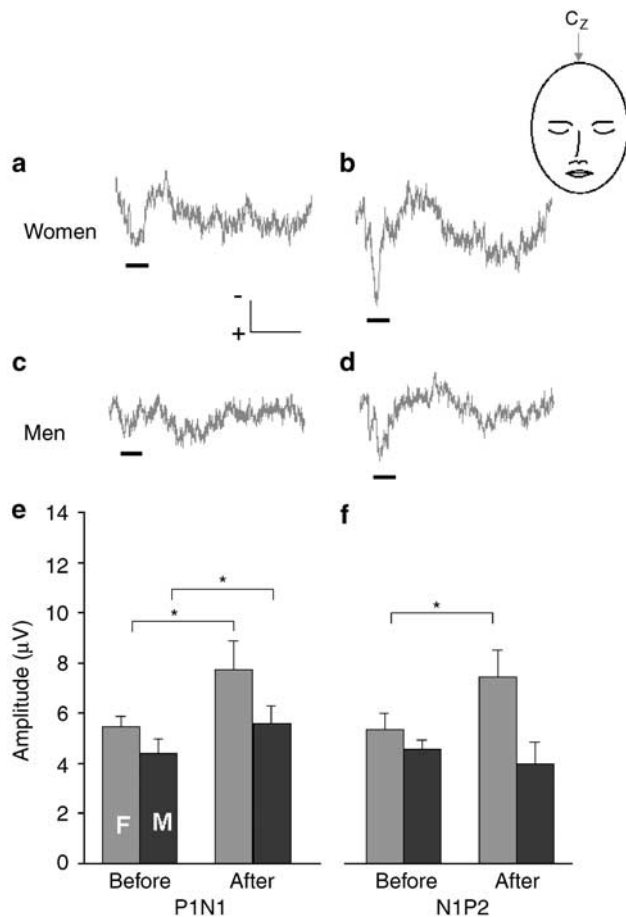 Cz
a
b
Women
-
+
c
d
Men
e
f
14
12
10
8
6
4
2
0
Amplitude (μV)
*
*
*
F
M
Before
After
Before
After
P1N1
N1P2